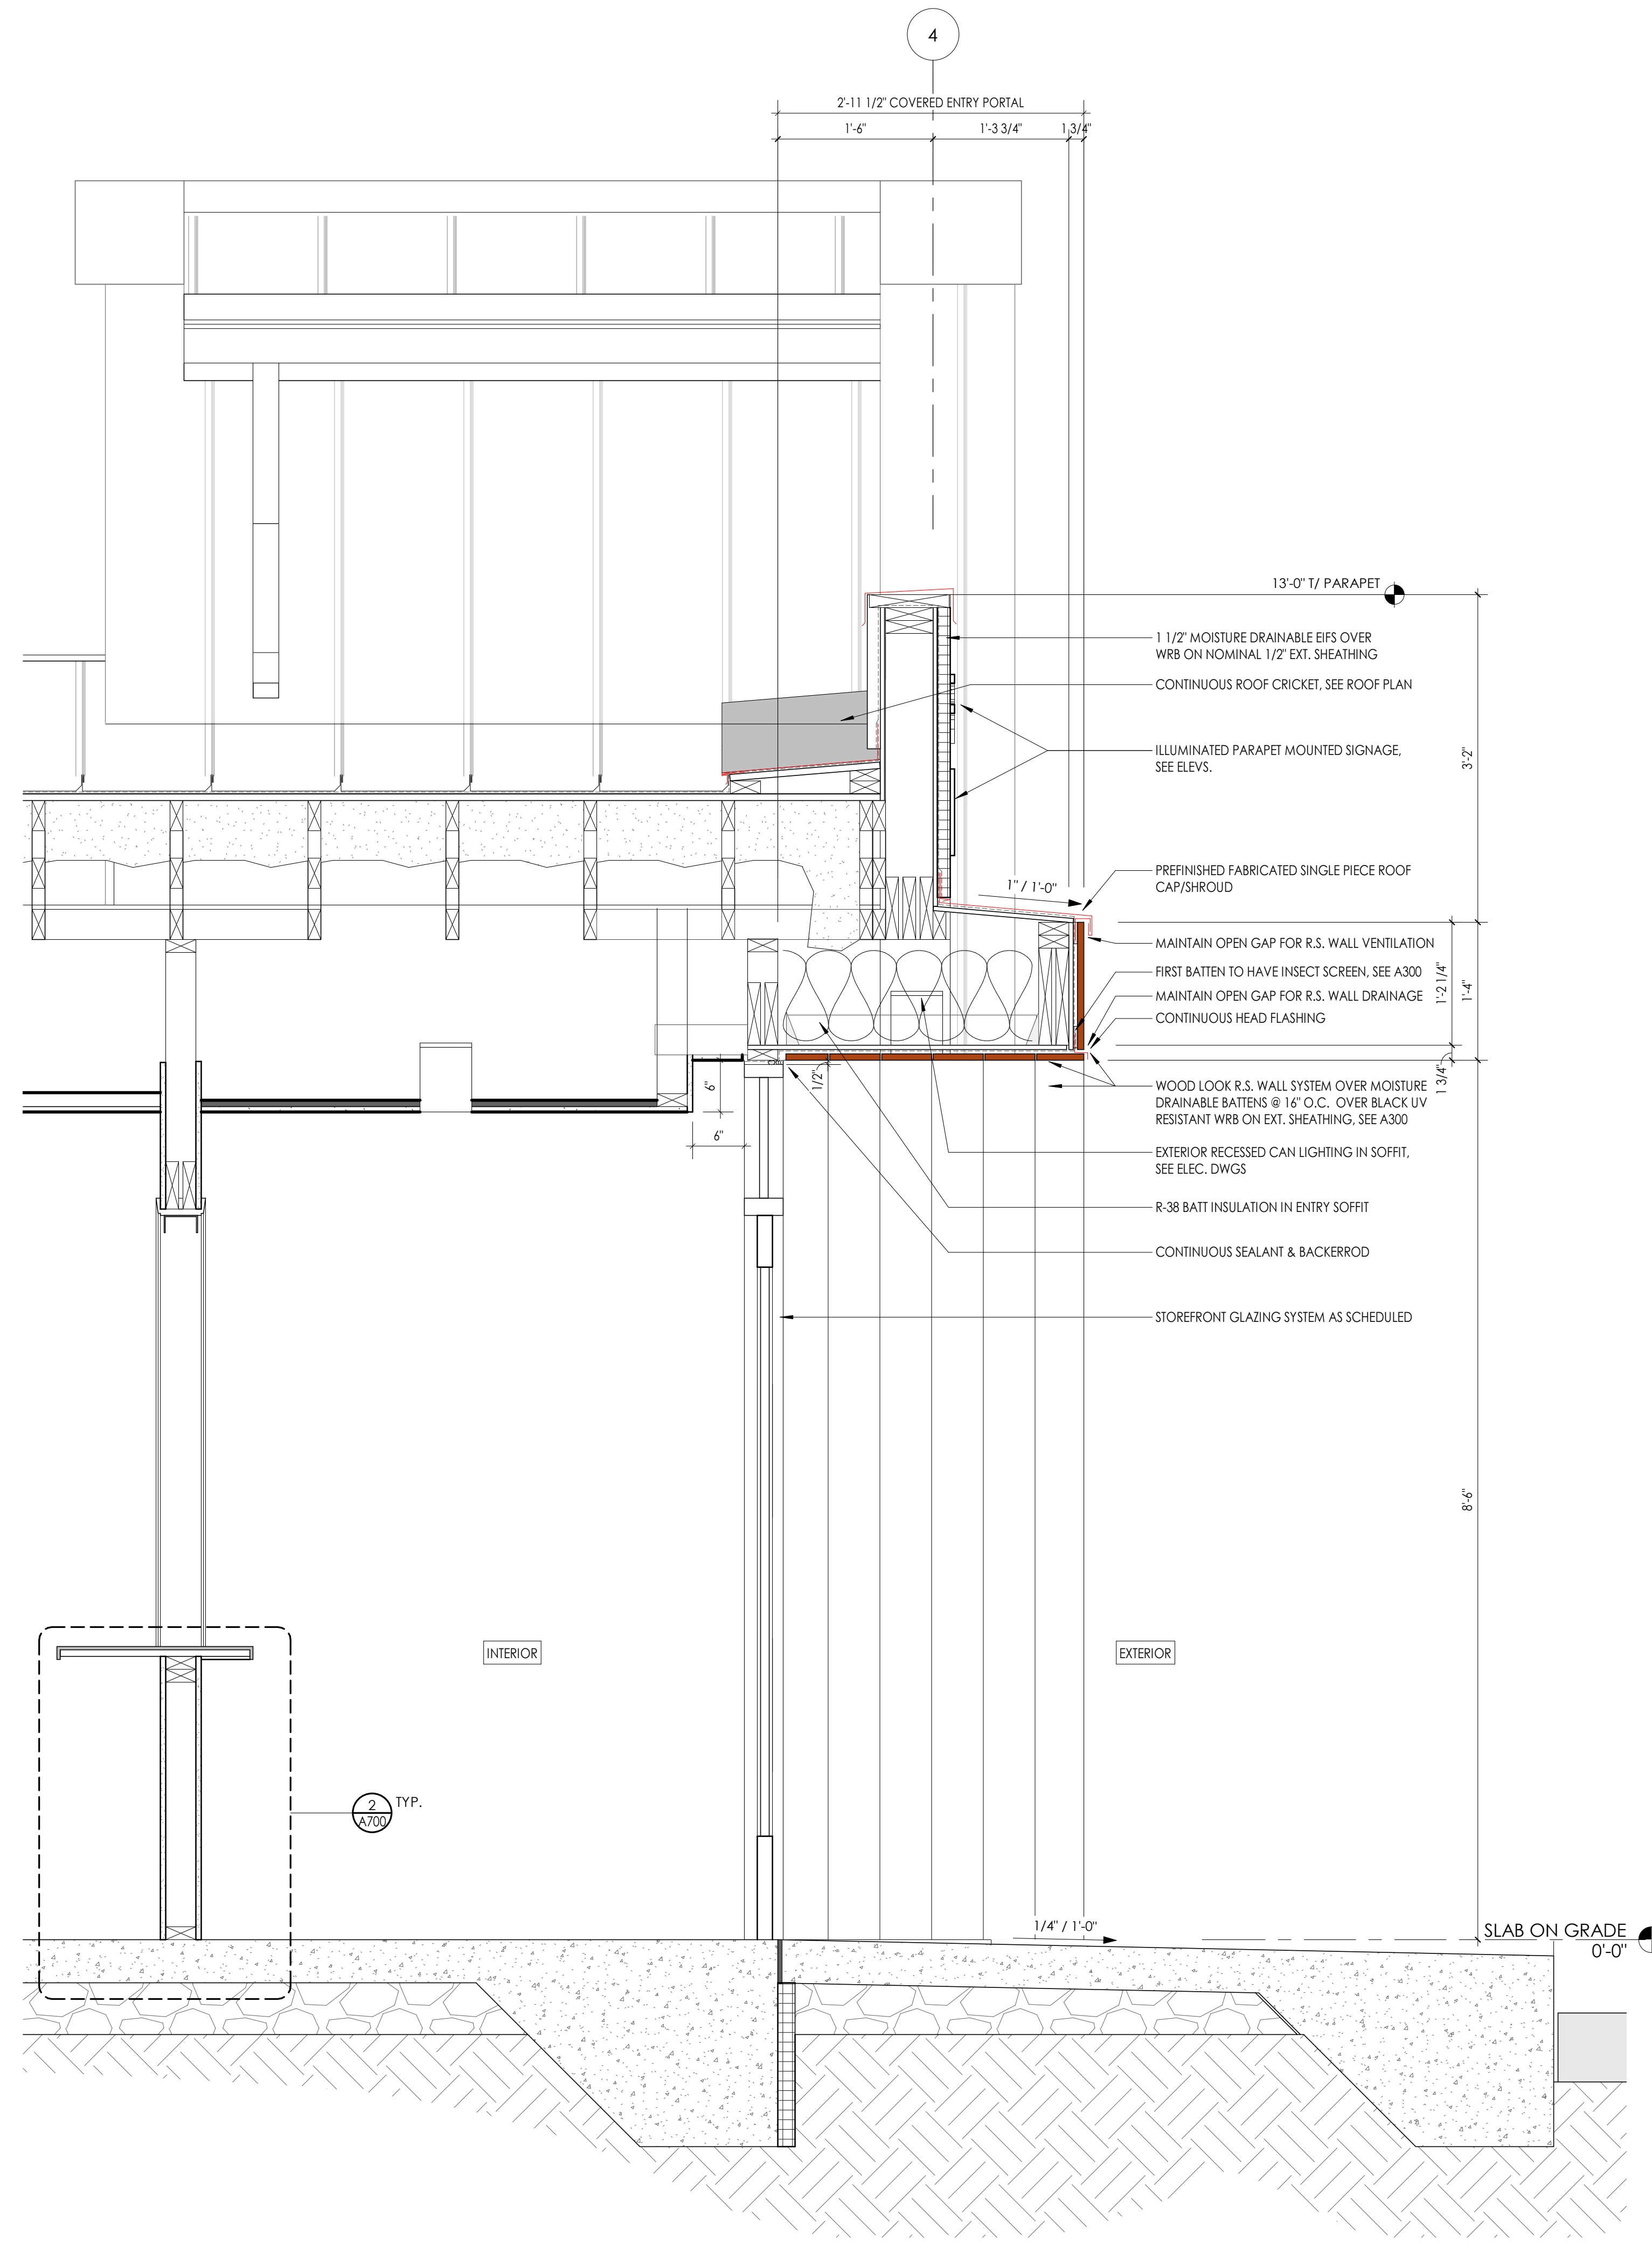 4
2'-11 1/2" COVERED ENTRY PORTAL
1'-6"
1'-3 3/4"
1 3/4"
13'-0" T/ PARAPET
1 1/2" MOISTURE DRAINABLE EIFS OVER
WRB ON NOMINAL 1/2" EXT. SHEATHING
CONTINUOUS ROOF CRICKET, SEE ROOF PLAN
ILLUMINATED PARAPET MOUNTED SIGNAGE,
SEE ELEVS.
3'-2"
PREFINISHED FABRICATED SINGLE PIECE ROOF
CAP/SHROUD
1" / 1'-0"
MAINTAIN OPEN GAP FOR R.S. WALL VENTILATION
FIRST BATTEN TO HAVE INSECT SCREEN, SEE A300
MAINTAIN OPEN GAP FOR R.S. WALL DRAINAGE
CONTINUOUS HEAD FLASHING
1'-2 1/4"
1'-4"
1 3/4"
WOOD LOOK R.S. WALL SYSTEM OVER MOISTURE
DRAINABLE BATTENS @ 16" O.C. OVER BLACK UV
RESISTANT WRB ON EXT. SHEATHING, SEE A300
6"
1/2"
6"
EXTERIOR RECESSED CAN LIGHTING IN SOFFIT,
SEE ELEC. DWGS
R-38 BATT INSULATION IN ENTRY SOFFIT
CONTINUOUS SEALANT & BACKERROD
STOREFRONT GLAZING SYSTEM AS SCHEDULED
8'-6"
INTERIOR
EXTERIOR
2
A700
TYP.
1/4" / 1'-0"
SLAB ON GRADE
0'-0"